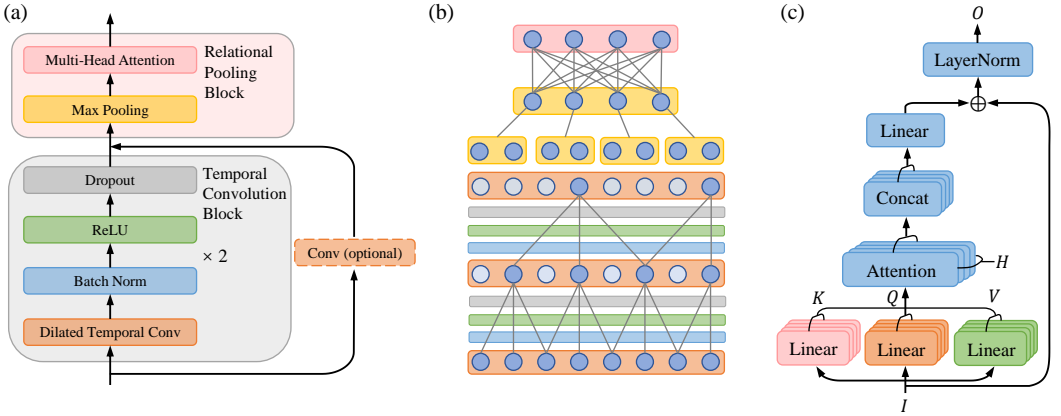 (a)
Multi-Head Attention
Max Pooling
Relational
Pooling
Block
Dropout
ReLU
Batch Norm
Dilated Temporal Conv
Temporal
Convolution
Block
× 2
Conv (optional)
(b)
(c)
O
LayerNorm
Linear
Concat
Attention
H
K
Q
V
Linear
Linear
Linear
I